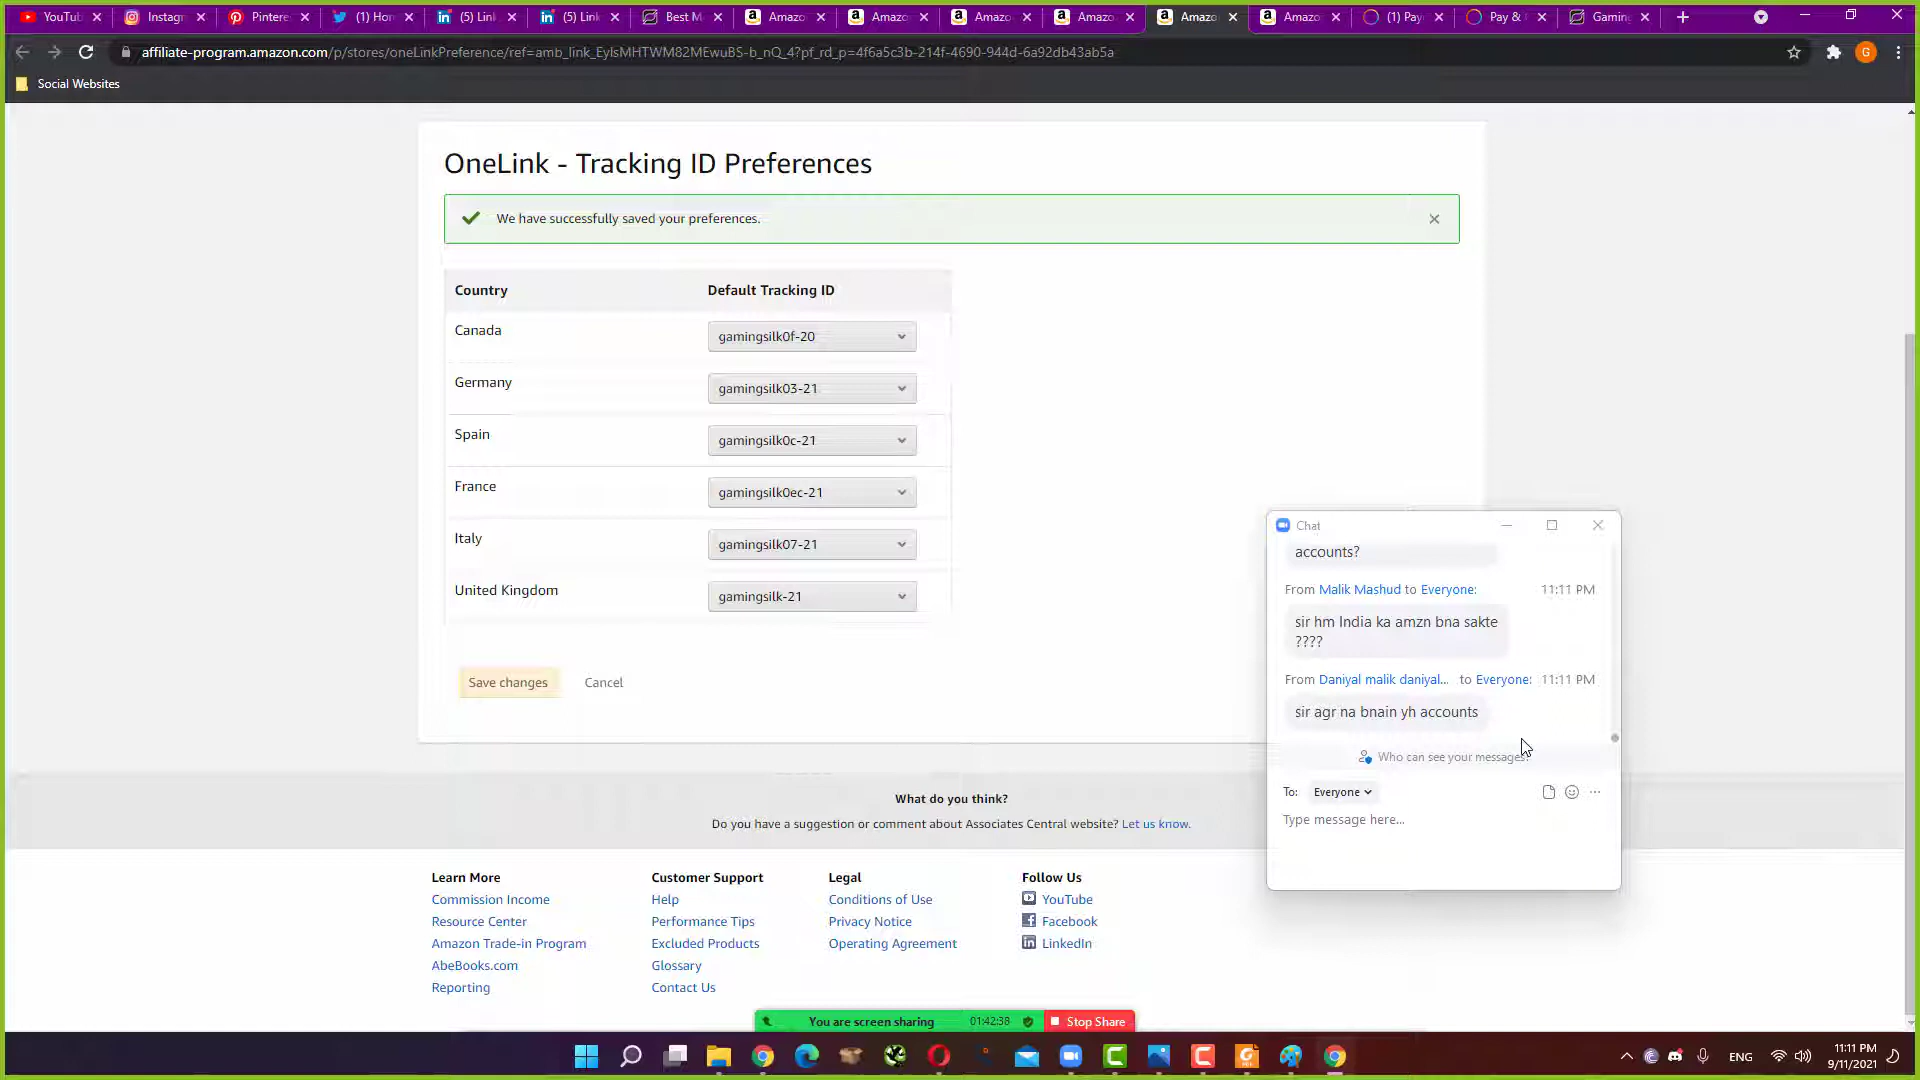 YouTub
Instagr
Pinteres
(1) Hom
(5) Link
(5) Link
Best M
Amazo
Amazo
Amazo
Amazo
Amazo
Amazo
(1) Payo
Pay &
Gaming
affiliate-program.amazon.com/p/stores/oneLinkPreference/ref=amb_link_EyIsMHTWM82MEwuBS-b_nQ_4?pf_rd_p=4f6a5c3b-214f-4690-944d-6a92db43ab5a
G
Social Websites
OneLink - Tracking ID Preferences
We have successfully saved your preferences.
Country Default Tracking ID
Canada gamingsilk0f-20
Germany gamingsilk03-21
Spain gamingsilk0c-21
France gamingsilk0ec-21
Italy gamingsilk07-21
United Kingdom gamingsilk-21
Save changes Cancel
Chat
accounts?
From Malik Mashud to Everyone: 11:11 PM
sir hm India ka amzn bna sakte
????
From Daniyal malik daniyal... to Everyone: 11:11 PM
sir agr na bnain yh accounts
Who can see your messages?
To: Everyone
Type message here...
What do you think?
Do you have a suggestion or comment about Associates Central website? Let us know.
Learn More
Commission Income
Resource Center
Amazon Trade-in Program
AbeBooks.com
Reporting
Customer Support
Help
Performance Tips
Excluded Products
Glossary
Contact Us
Legal
Conditions of Use
Privacy Notice
Operating Agreement
Follow Us
YouTube
Facebook
LinkedIn
You are screen sharing 01:42:38 Stop Share
ENG
11:11 PM
9/11/2021